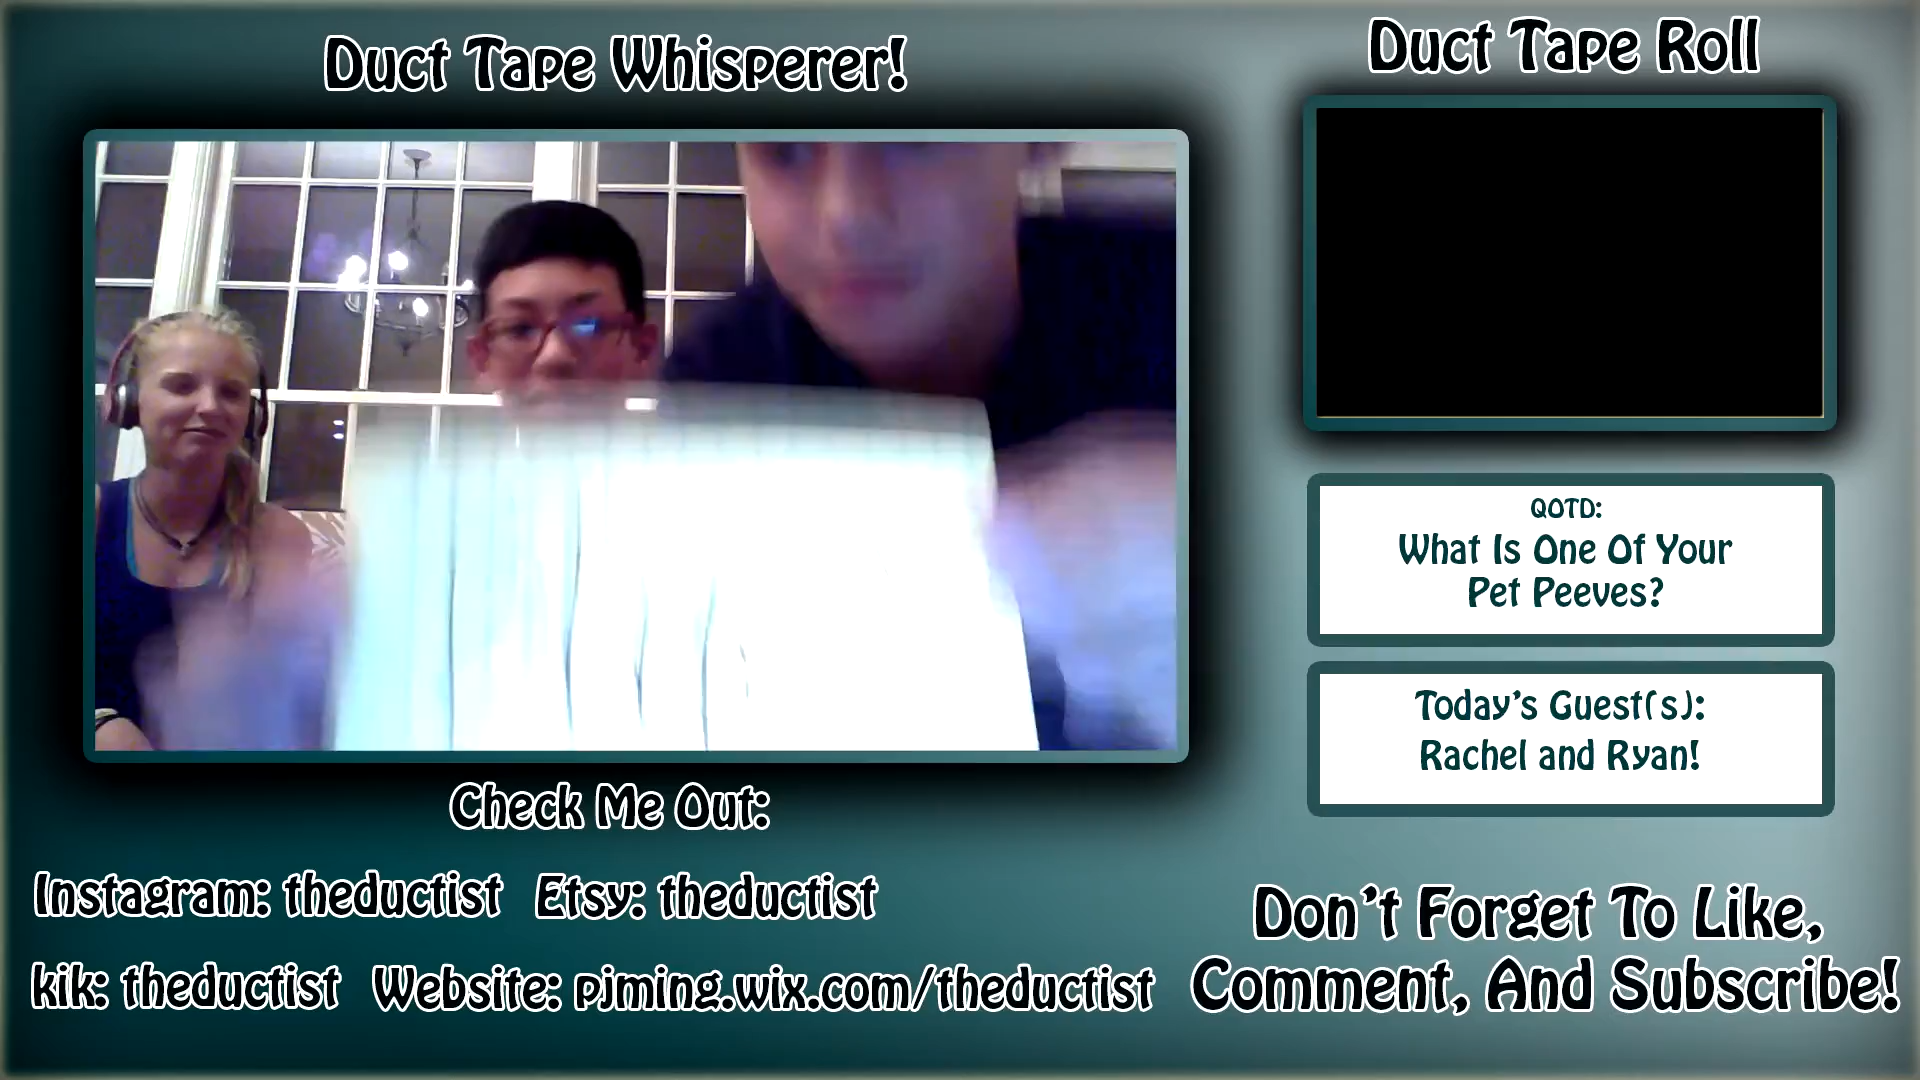 Duct Tape Whisperer!
Duct Tape Roll
QOTD:
What Is One Of Your
Pet Peeves?
Today's Guest(s):
Rachel and Ryan!
Check Me Out:
Instagram: theductist Etsy: theductist
kik: theductist Website: pjming.wix.com/theductist
Don't Forget To Like,
Comment, And Subscribe!